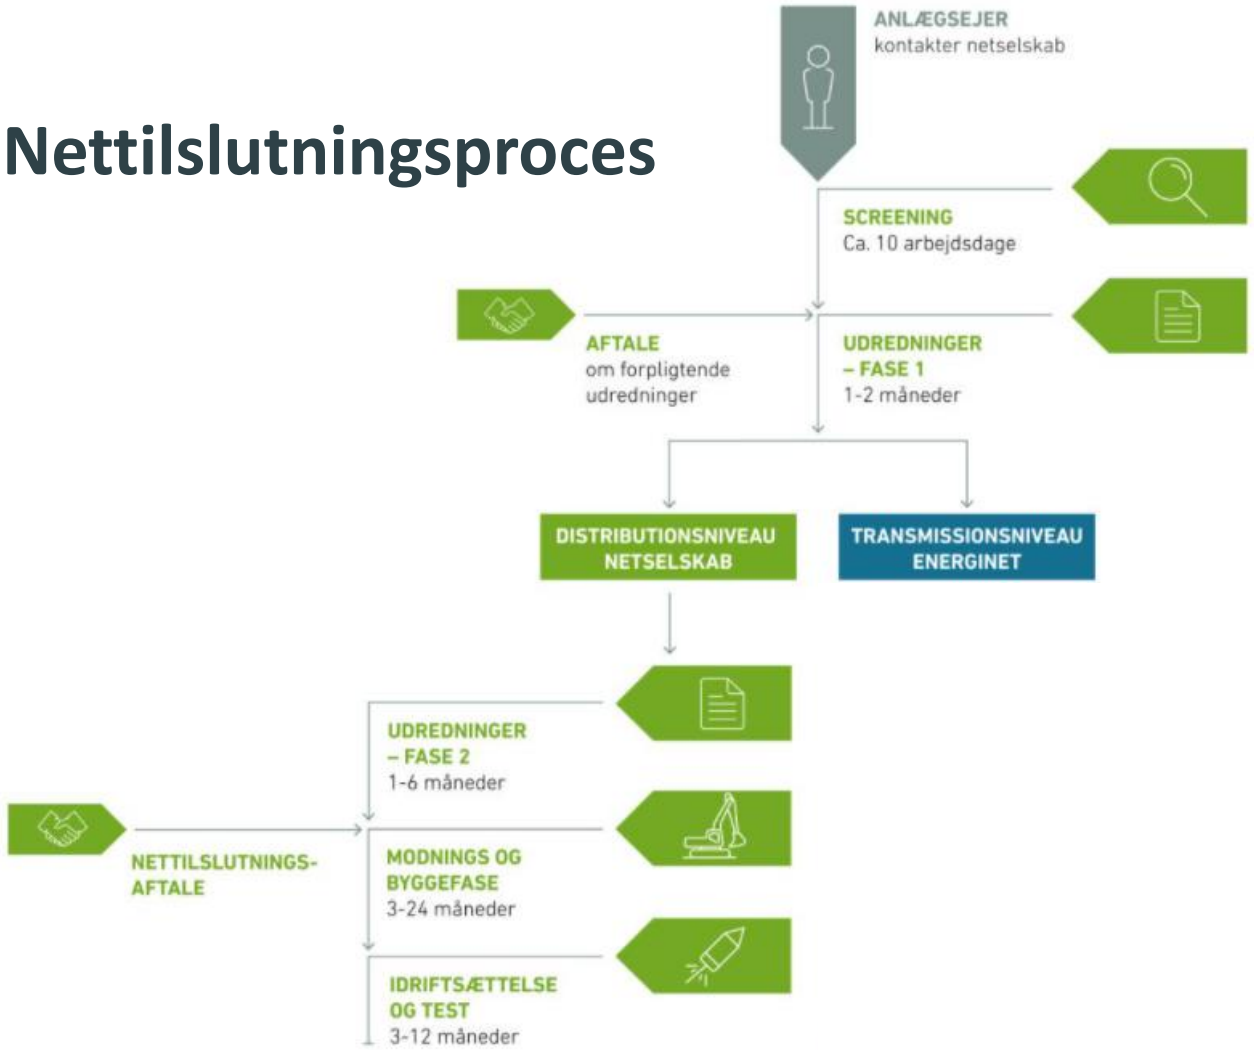 ANLÆGSEJER
kontakter netselskab
Nettilslutningsproces
SCREENING
Ca. 10 arbejdsdage
AFTALE
om forpligtende
udredninger
UDREDNINGER
– FASE 1
1-2 måneder
DISTRIBUTIONSNIVEAU
NETSELSKAB
TRANSMISSIONSNIVEAU
ENERGINET
UDREDNINGER
– FASE 2
1-6 måneder
NETTILSLUTNINGS-
AFTALE
MODNINGS OG
BYGGEFASE
3-24 måneder
IDRIFTSÆTTELSE
OG TEST
3-12 måneder